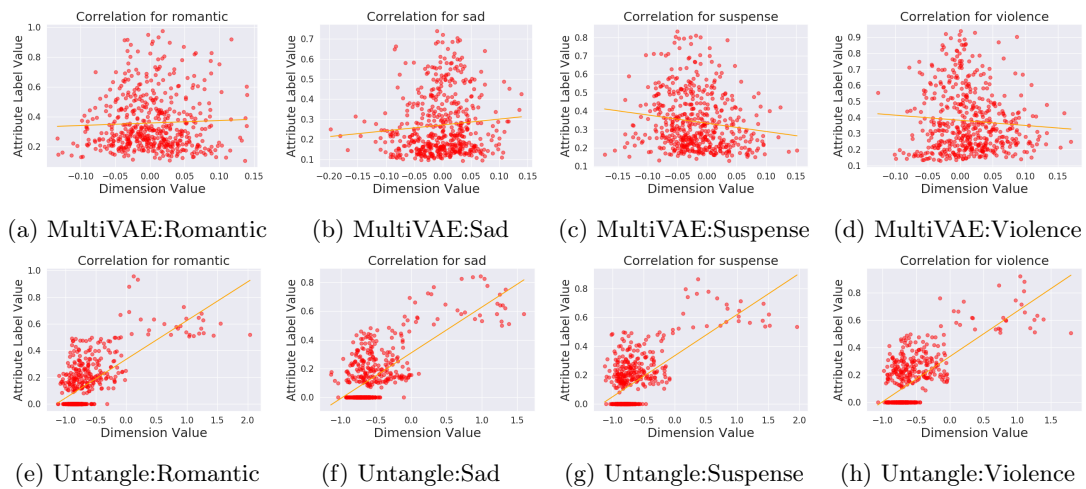 Correlation for romantic
Attribute Label Value
1.0
0.8
0.6
0.4
0.2
−0.10 −0.05 0.00 0.05 0.10 0.15
Dimension Value
(a) MultiVAE:Romantic
Correlation for sad
Attribute Label Value
0.7
0.6
0.5
0.4
0.3
0.2
0.1
−0.20 −0.15 −0.10 −0.05 0.00 0.05 0.10 0.15
Dimension Value
(b) MultiVAE:Sad
Correlation for suspense
Attribute Label Value
0.8
0.7
0.6
0.5
0.4
0.3
0.2
0.1
−0.15 −0.10 −0.05 0.00 0.05 0.10 0.15
Dimension Value
(c) MultiVAE:Suspense
Correlation for violence
Attribute Label Value
0.9
0.8
0.7
0.6
0.5
0.4
0.3
0.2
0.1
−0.10 −0.05 0.00 0.05 0.10 0.15
Dimension Value
(d) MultiVAE:Violence
Correlation for romantic
Attribute Label Value
1.0
0.8
0.6
0.4
0.2
0.0
−1.0 −0.5 0.0 0.5 1.0 1.5 2.0
Dimension Value
(e) Untangle:Romantic
Correlation for sad
Attribute Label Value
0.8
0.6
0.4
0.2
0.0
−1.0 −0.5 0.0 0.5 1.0 1.5
Dimension Value
(f) Untangle:Sad
Correlation for suspense
Attribute Label Value
0.8
0.6
0.4
0.2
0.0
−1.0 −0.5 0.0 0.5 1.0 1.5 2.0
Dimension Value
(g) Untangle:Suspense
Correlation for violence
Attribute Label Value
1.0
0.8
0.6
0.4
0.2
0.0
−1.0 −0.5 0.0 0.5 1.0 1.5
Dimension Value
(h) Untangle:Violence